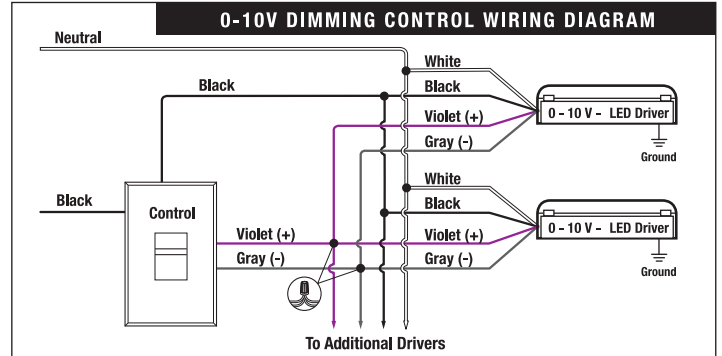 0-10V DIMMING CONTROL WIRING DIAGRAM
Neutral
White
Black
Black
Violet (+)
0 - 10 V - LED Driver
Gray (-)
Ground
White
Black
Black
Control
Violet (+)
Violet (+)
0 - 10 V - LED Driver
Gray (-)
Gray (-)
Ground
To Additional Drivers